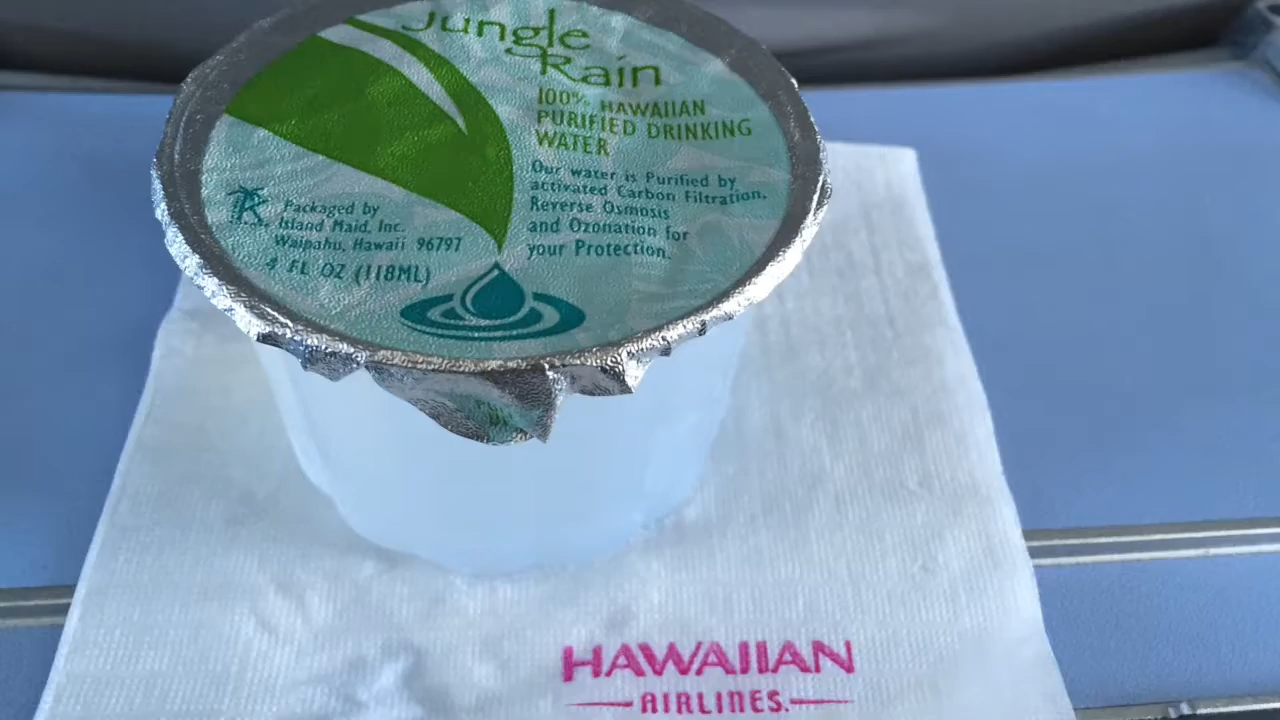 Jungle
Rain
100% HAWAIIAN
PURIFIED DRINKING
WATER
Our water is Purified by
activated Carbon Filtration,
Reverse Osmosis
and Ozonation for
your Protection.
Packaged by
Island Maid, Inc.
Waipahu, Hawaii 96797
4 FL OZ (118ML)
HAWAIIAN
AIRLINES.